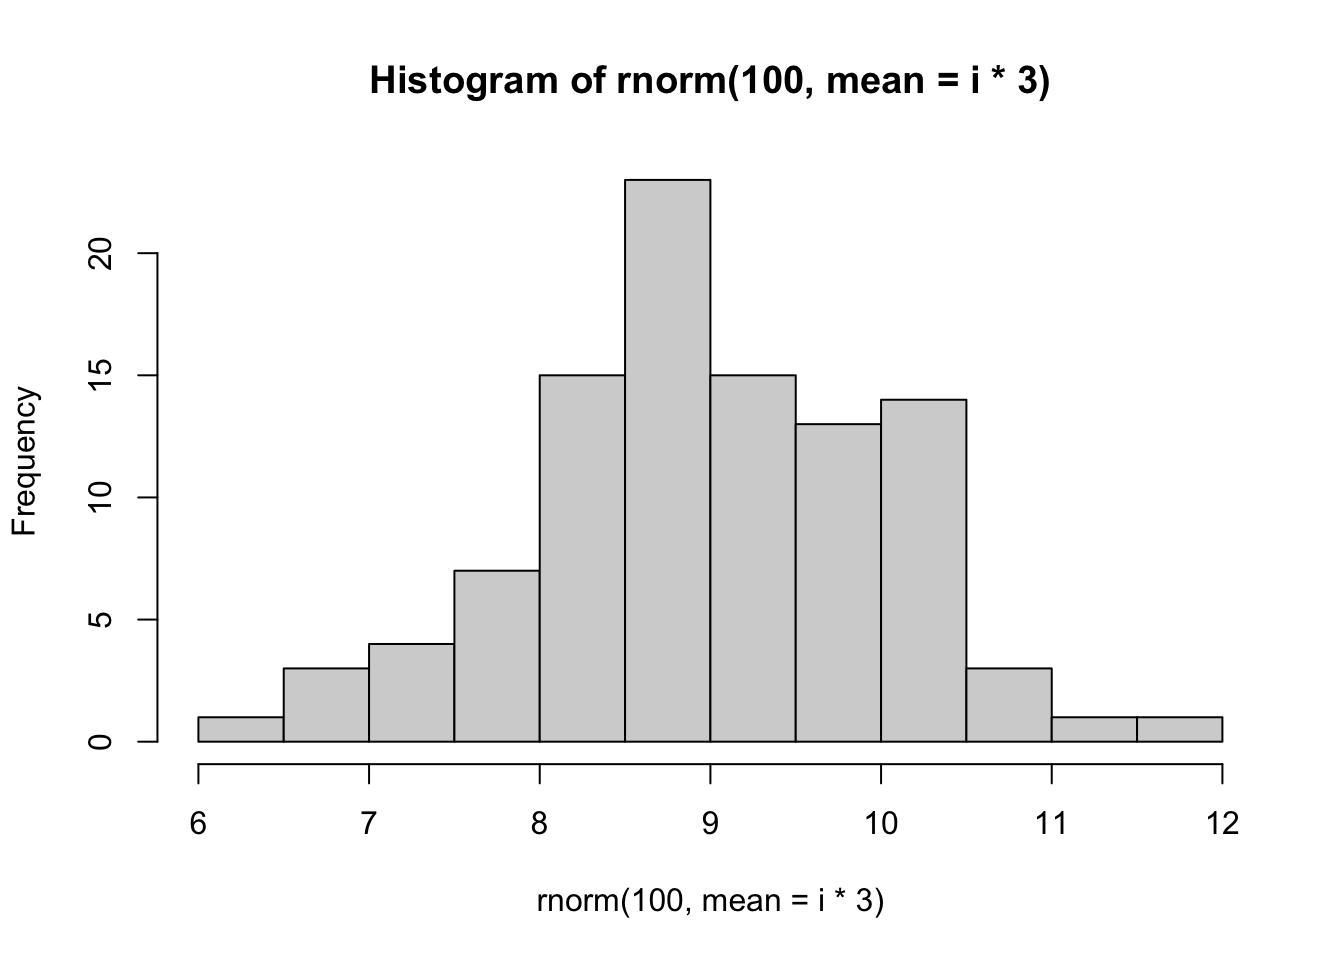 Histogram of rnorm(100, mean = i * 3)
Frequency
20
15
10
5
0
6 7 8 9 10 11 12
rnorm(100, mean = i * 3)